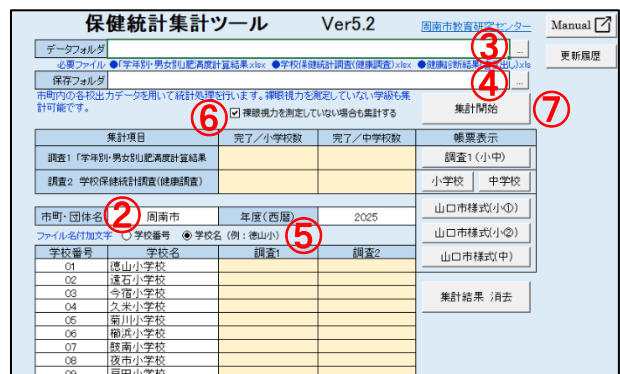 保健統計集計ツール Ver5.2 周南市教育研究センター Manual
データフォルダ ③ ... 更新履歴
必要ファイル ●「学年別・男女別」肥満度計算結果.xlsx ●学校保健統計調査(健康調査).xlsx
保存フォルダ ④ ...
市町内の各校出力データを用いて統計処理を行います。裸眼視力を測定していない学級も集
計可能です。
⑥ ☑ 裸眼視力を測定していない場合も集計する 集計開始 ⑦
集計項目 完了／小学校数 完了／中学校数 帳票表示
調査1「学年別・男女別」肥満度計算結果 調査1(小中)
調査2 学校保健統計調査(健康調査) 小学校 中学校
市町・団体名 ② 周南市 年度(西暦) 2025 山口市様式(小①)
ファイル名付加文字 ○ 学校番号 ◉ 学校名 (例：徳山小) ⑤ 山口市様式(小②)
学校番号 学校名 調査1 調査2 山口市様式(中)
01 徳山小学校
02 遠石小学校
03 今宿小学校 集計結果 消去
04 久米小学校
05 菊川小学校
06 櫛浜小学校
07 鼓南小学校
08 夜市小学校
09 戸田小学校